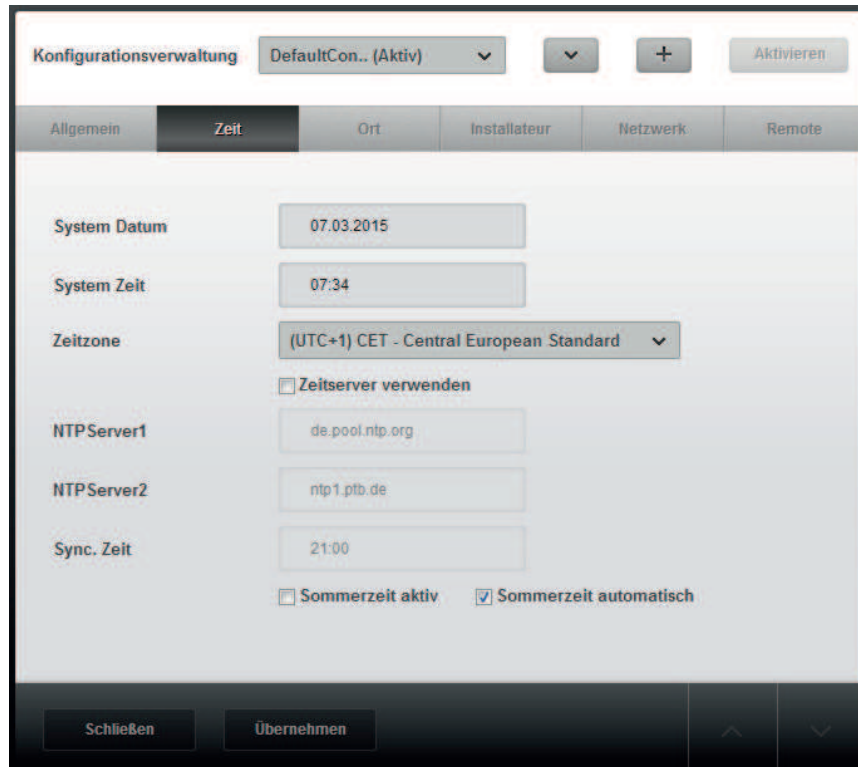 Konfigurationsverwaltung DefaultCon.. (Aktiv) + Aktivieren
Allgemein Zeit Ort Installateur Netzwerk Remote
System Datum 07.03.2015
System Zeit 07:34
Zeitzone (UTC+1) CET - Central European Standard
Zeitserver verwenden
NTPServer1 de.pool.ntp.org
NTPServer2 ntp1.ptb.de
Sync. Zeit 21:00
Sommerzeit aktiv Sommerzeit automatisch
Schließen Übernehmen